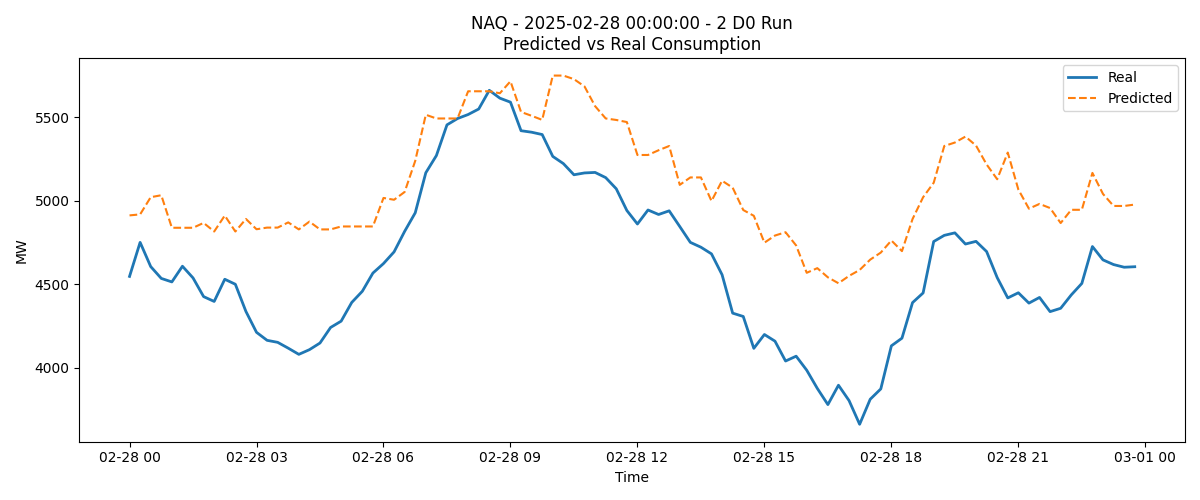 NAQ - 2025-02-28 00:00:00 - 2 D0 Run
Predicted vs Real Consumption
Real
Predicted
MW
5500
5000
4500
4000
02-28 00
02-28 03
02-28 06
02-28 09
02-28 12
02-28 15
02-28 18
02-28 21
03-01 00
Time